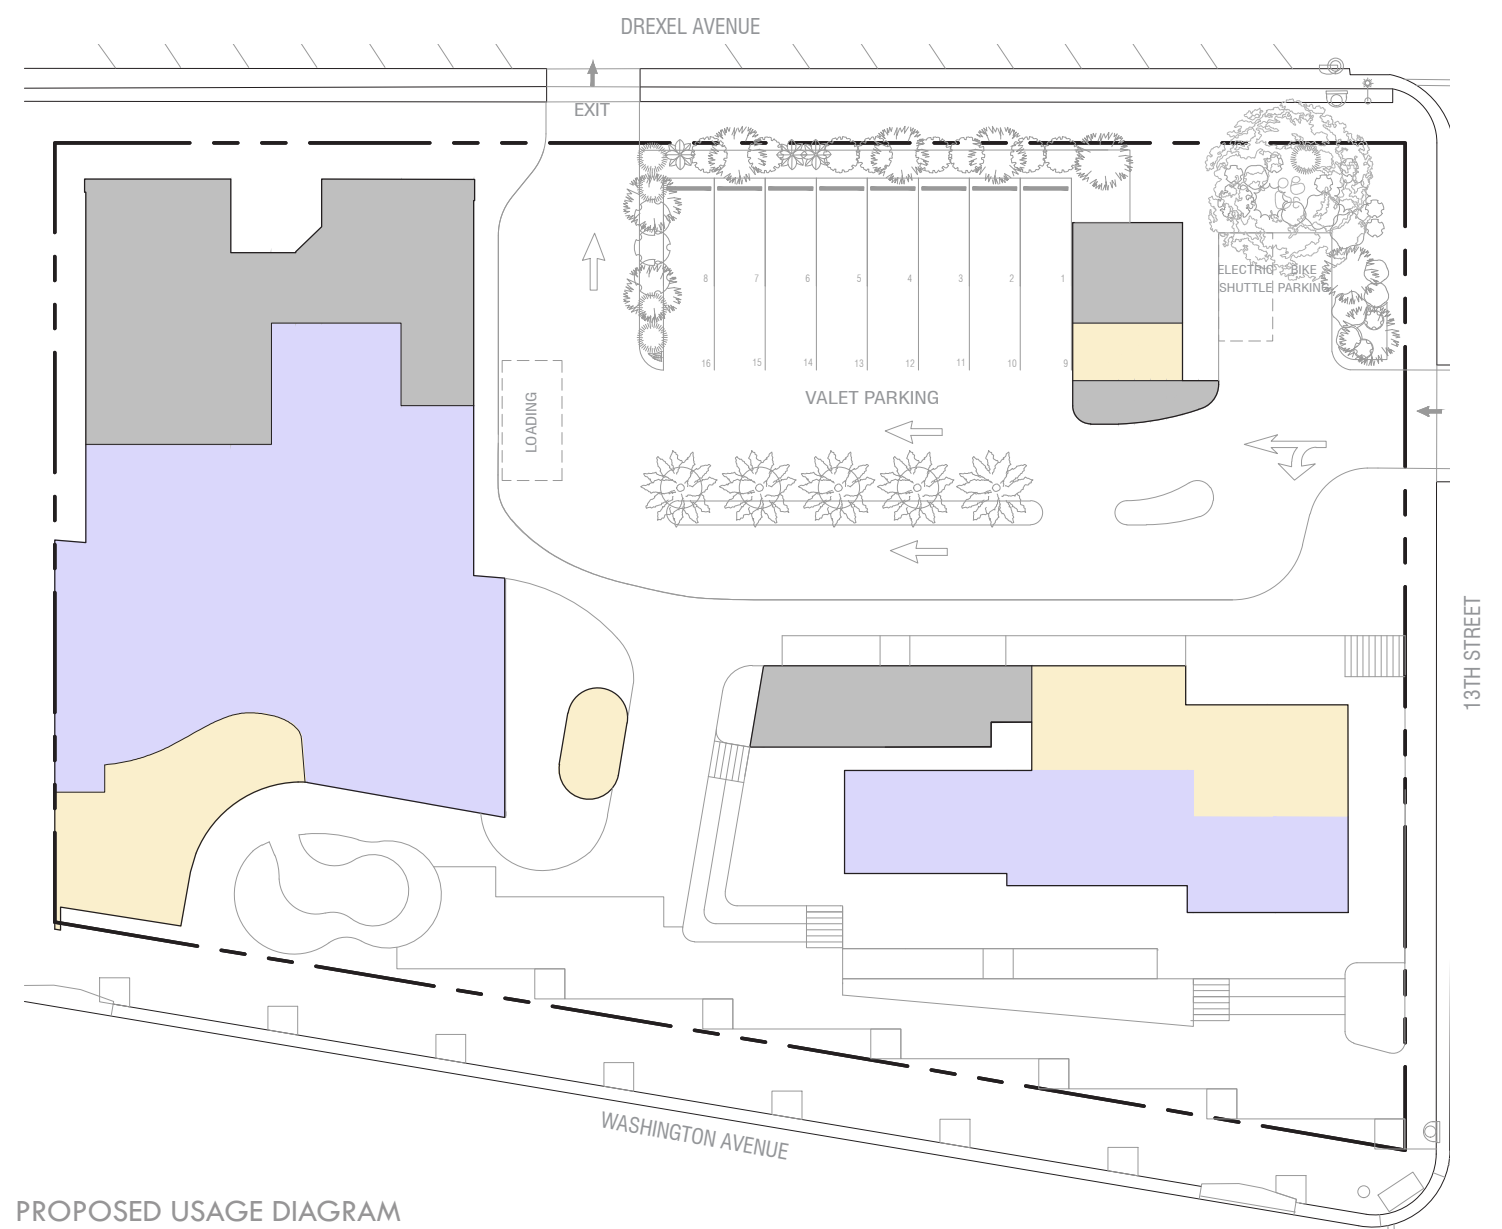 DREXEL AVENUE
EXIT
ELECTRIC BIKE &
SHUTTLE PARKING
8 7 6 5 4 3 2 1
16 15 14 13 12 11 10 9
VALET PARKING
LOADING
13TH STREET
WASHINGTON AVENUE
PROPOSED USAGE DIAGRAM